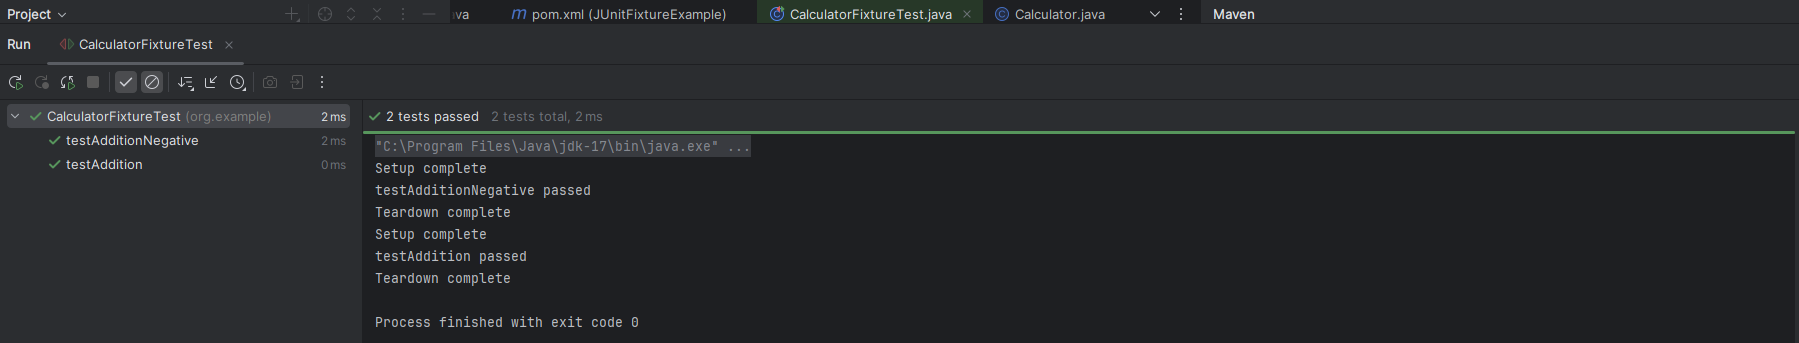 Project
va
m pom.xml (JUnitFixtureExample)
CalculatorFixtureTest.java
Calculator.java
Maven
Run
CalculatorFixtureTest
CalculatorFixtureTest (org.example) 2 ms
testAdditionNegative 2 ms
testAddition 0 ms
2 tests passed 2 tests total, 2 ms
"C:\Program Files\Java\jdk-17\bin\java.exe" ...
Setup complete
testAdditionNegative passed
Teardown complete
Setup complete
testAddition passed
Teardown complete
Process finished with exit code 0